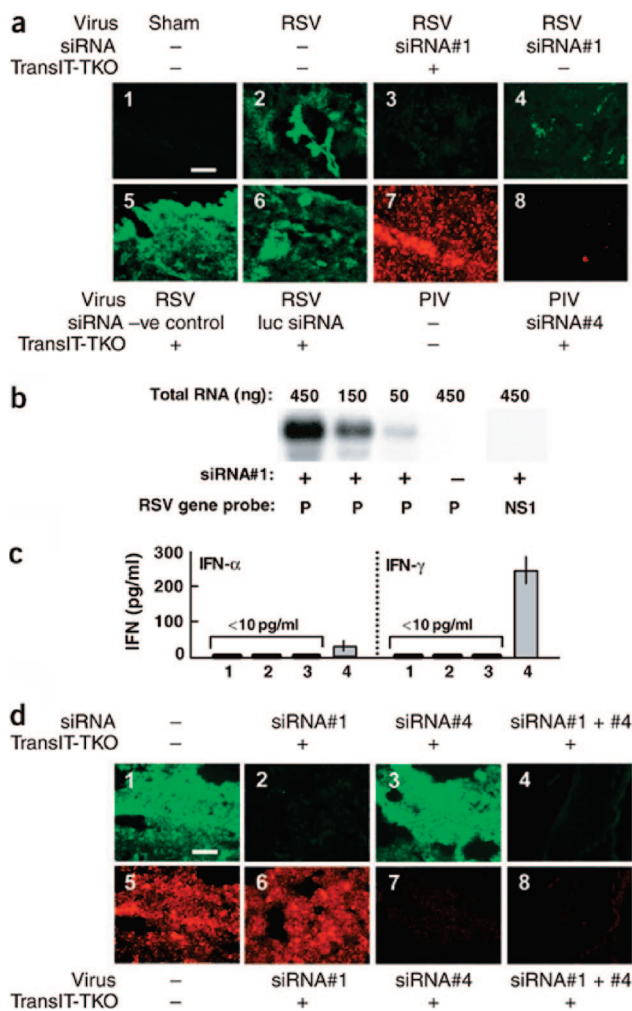 a
Virus Sham RSV RSV RSV
siRNA – – siRNA#1 siRNA#1
TransIT-TKO – – + –
1 2 3 4
5 6 7 8
Virus RSV RSV PIV PIV
siRNA –ve control luc siRNA – siRNA#4
TransIT-TKO + + – +
b
Total RNA (ng): 450 150 50 450 450
siRNA#1: + + + – +
RSV gene probe: P P P P NS1
c
IFN (pg/ml)
300
200
100
0
IFN-α IFN-γ
<10 pg/ml <10 pg/ml
1 2 3 4 1 2 3 4
d
siRNA – siRNA#1 siRNA#4 siRNA#1 + #4
TransIT-TKO – + + +
1 2 3 4
5 6 7 8
Virus – siRNA#1 siRNA#4 siRNA#1 + #4
TransIT-TKO – + + +